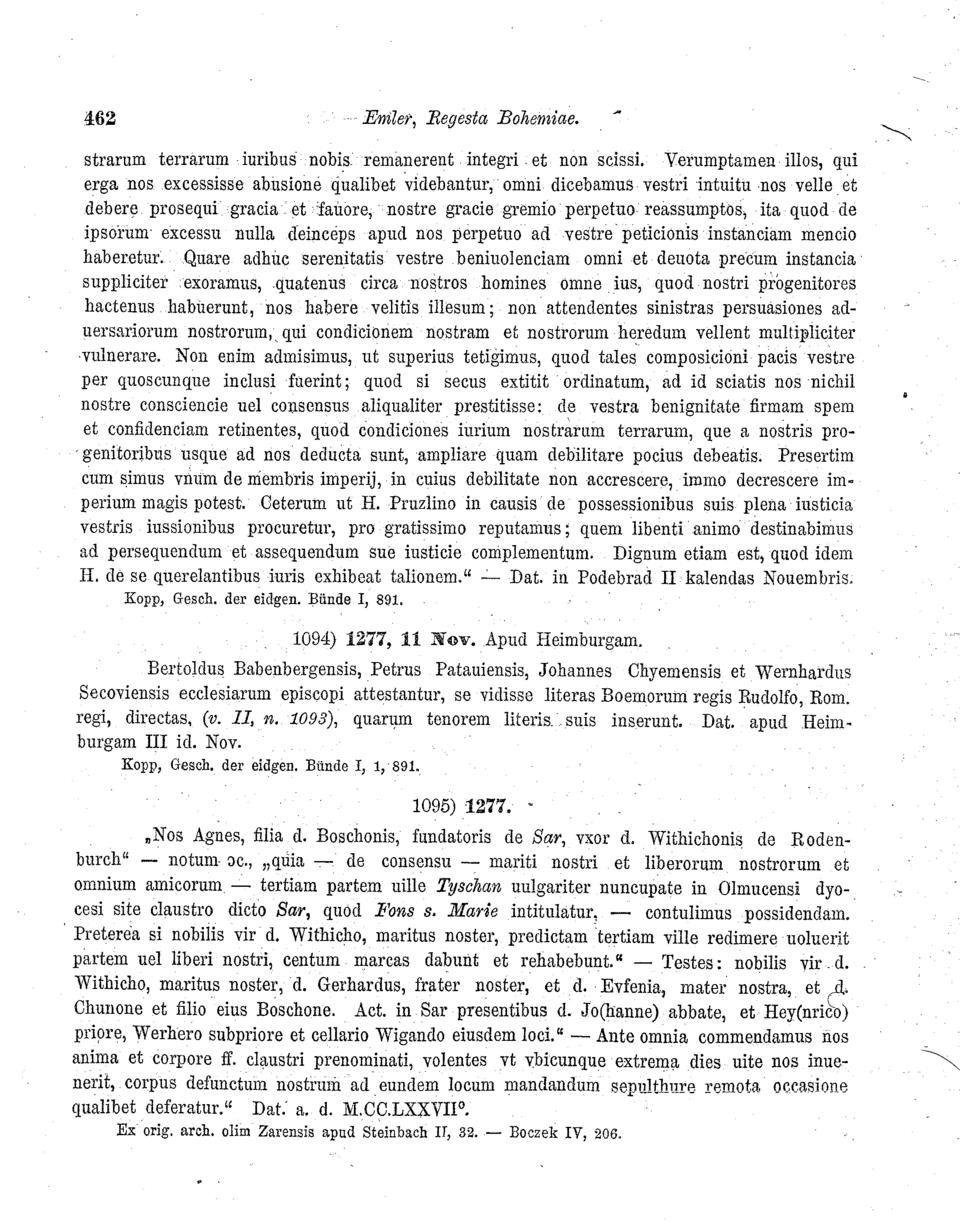 462 Emler, Regesta Bohemiae.
strarum terrarum iuribus nobis remanerent integri et non scissi. Verumptamen illos, qui
erga nos excessisse abusione qualibet videbantur, omni dicebamus vestri intuitu nos velle et
debere prosequi gracia et fauore, nostre gracie gremio perpetuo reassumptos, ita quod de
ipsorum excessu nulla deinceps apud nos perpetuo ad vestre peticionis instanciam mencio
haberetur. Quare adhuc serenitatis vestre beniuolenciam omni et deuota precum instancia
suppliciter exoramus, quatenus circa nostros homines omne ius, quod nostri progenitores
hactenus habuerunt, nos habere velitis illesum; non attendentes sinistras persuasiones ad-
uersariorum nostrorum, qui condicionem nostram et nostrorum heredum vellent multipliciter
vulnerare. Non enim admisimus, ut superius tetigimus, quod tales composicioni pacis vestre
per quoscunque inclusi fuerint; quod si secus extitit ordinatum, ad id sciatis nos nichil
nostre consciencie uel consensus aliqualiter prestitisse: de vestra benignitate firmam spem
et confidenciam retinentes, quod condiciones iurium nostrarum terrarum, que a nostris pro-
genitoribus usque ad nos deducta sunt, ampliare quam debilitare pocius debeatis. Presertim
cum simus vnum de membris imperij, in cuius debilitate non accrescere, immo decrescere im-
perium magis potest. Ceterum ut H. Pruzlino in causis de possessionibus suis plena iusticia
vestris iussionibus procuretur, pro gratissimo reputamus; quem libenti animo destinabimus
ad persequendum et assequendum sue iusticie complementum. Dignum etiam est, quod idem
H. de se querelantibus iuris exhibeat talionem.“ — Dat. in Podebrad II kalendas Nouembris.
Kopp, Gesch. der eidgen. Bünde I, 891.
1094) 1277, 11 Nov. Apud Heimburgam.
Bertoldus Babenbergensis, Petrus Patauiensis, Johannes Chyemensis et Wernhardus
Secoviensis ecclesiarum episcopi attestantur, se vidisse literas Boemorum regis Rudolfo, Rom.
regi, directas, (v. II, n. 1093), quarum tenorem literis suis inserunt. Dat. apud Heim-
burgam III id. Nov.
Kopp, Gesch. der eidgen. Bünde I, 1, 891.
1095) 1277.
„Nos Agnes, filia d. Boschonis, fundatoris de Sar, vxor d. Withichonis de Roden-
burch“ — notum ɔc., „quia — de consensu — mariti nostri et liberorum nostrorum et
omnium amicorum — tertiam partem uille Tyschan uulgariter nuncupate in Olmucensi dyo-
cesi site claustro dicto Sar, quod Fons s. Marie intitulatur, — contulimus possidendam.
Preterea si nobilis vir d. Withicho, maritus noster, predictam tertiam ville redimere uoluerit
partem uel liberi nostri, centum marcas dabunt et rehabebunt.“ — Testes: nobilis vir d.
Withicho, maritus noster, d. Gerhardus, frater noster, et d. Evfenia, mater nostra, et d.
Chunone et filio eius Boschone. Act. in Sar presentibus d. Jo(hanne) abbate, et Hey(nrico)
priore, Werhero subpriore et cellario Wigando eiusdem loci.“ — Ante omnia commendamus nos
anima et corpore ff. claustri prenominati, volentes vt vbicunque extrema dies uite nos inue-
nerit, corpus defunctum nostrum ad eundem locum mandandum sepulthure remota occasione
qualibet deferatur.“ Dat. a. d. M.CC.LXXVIIº.
Ex orig. arch. olim Zarensis apud Steinbach II, 32. — Boczek IV, 206.